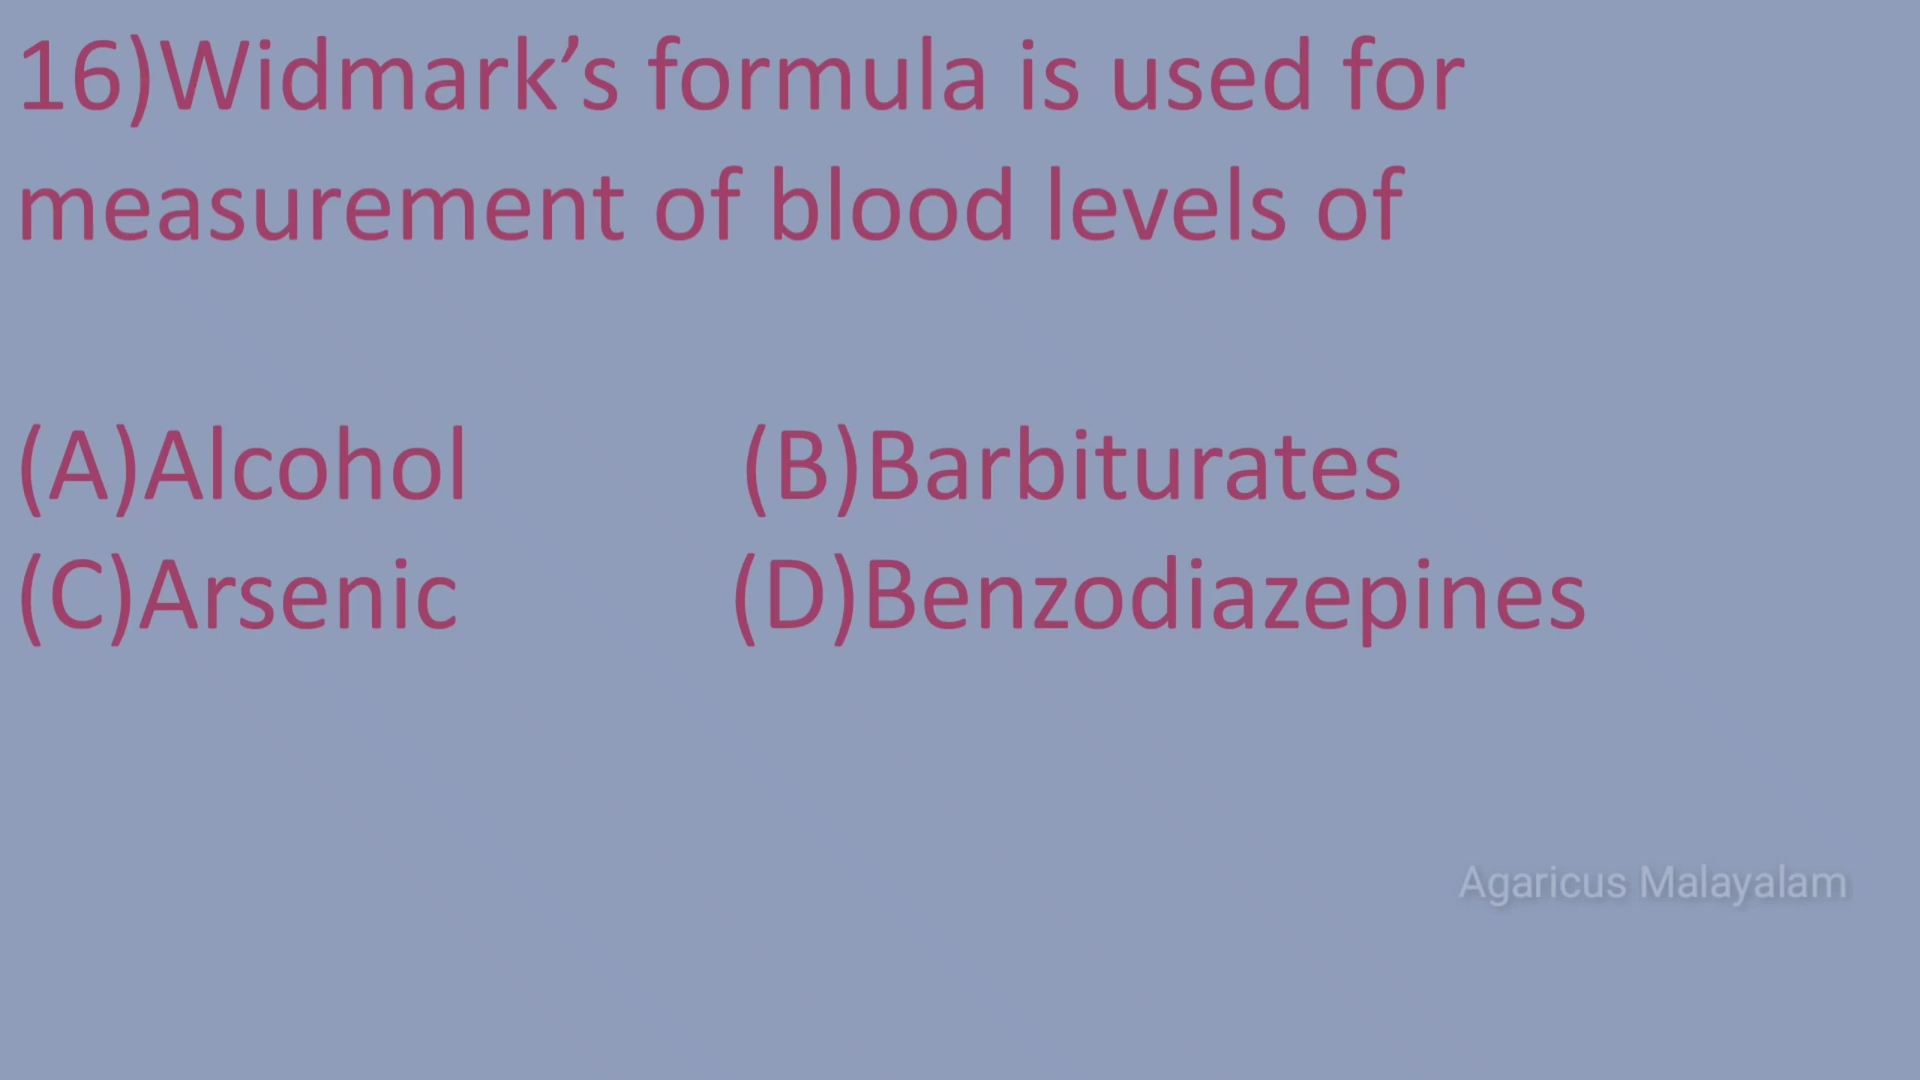 16)Widmark’s formula is used for
measurement of blood levels of
(A)Alcohol (B)Barbiturates
(C)Arsenic (D)Benzodiazepines
Agaricus Malayalam